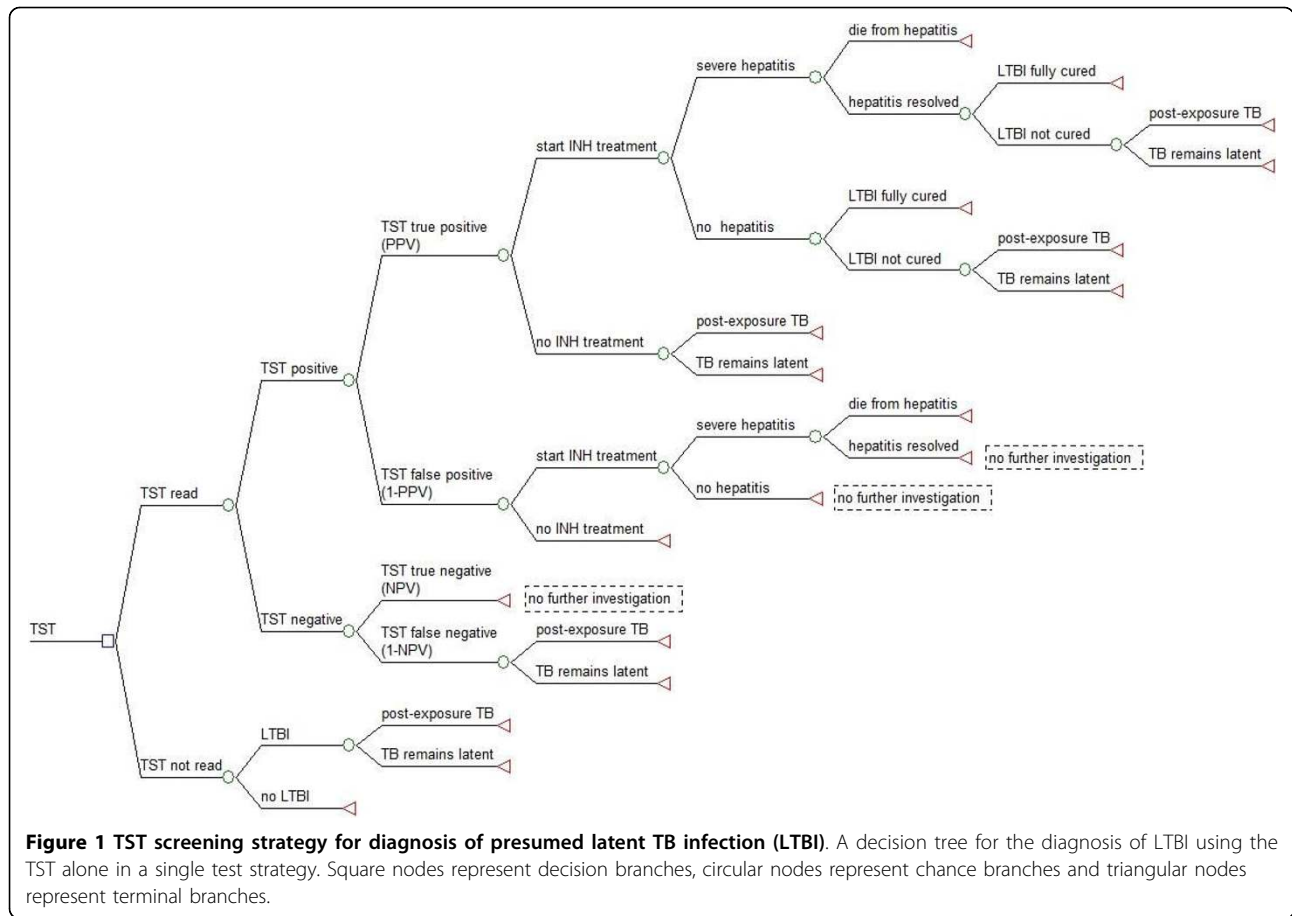 die from hepatitis
severe hepatitis
LTBI fully cured
hepatitis resolved
post-exposure TB
LTBI not cured
start INH treatment
TB remains latent
LTBI fully cured
TST true positive
(PPV)
no hepatitis
post-exposure TB
LTBI not cured
TB remains latent
post-exposure TB
no INH treatment
TST positive
TB remains latent
die from hepatitis
severe hepatitis
hepatitis resolved
no further investigation
start INH treatment
TST false positive
(1-PPV)
no hepatitis
no further investigation
TST read
no INH treatment
TST true negative
(NPV)
no further investigation
TST negative
TST
TST false negative
(1-NPV)
post-exposure TB
TB remains latent
post-exposure TB
LTBI
TB remains latent
TST not read
no LTBI
Figure 1 TST screening strategy for diagnosis of presumed latent TB infection (LTBI). A decision tree for the diagnosis of LTBI using the
TST alone in a single test strategy. Square nodes represent decision branches, circular nodes represent chance branches and triangular nodes
represent terminal branches.